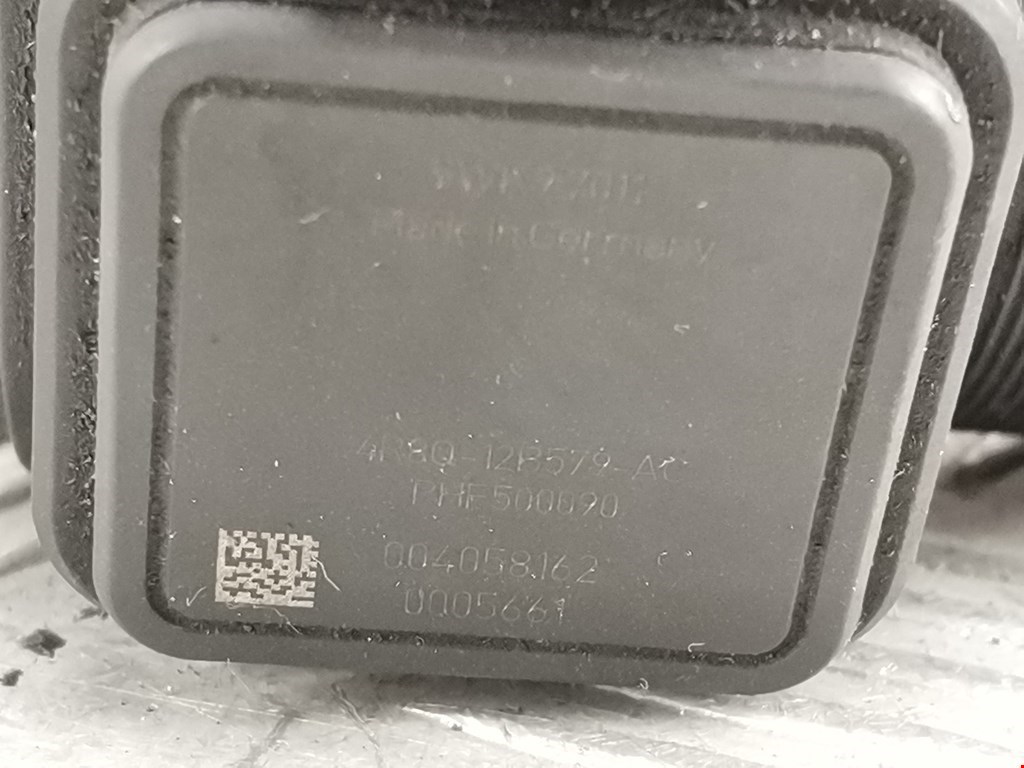 Made in Germany
4R8Q-12B579-AC
PHF500090
004058162
0005661